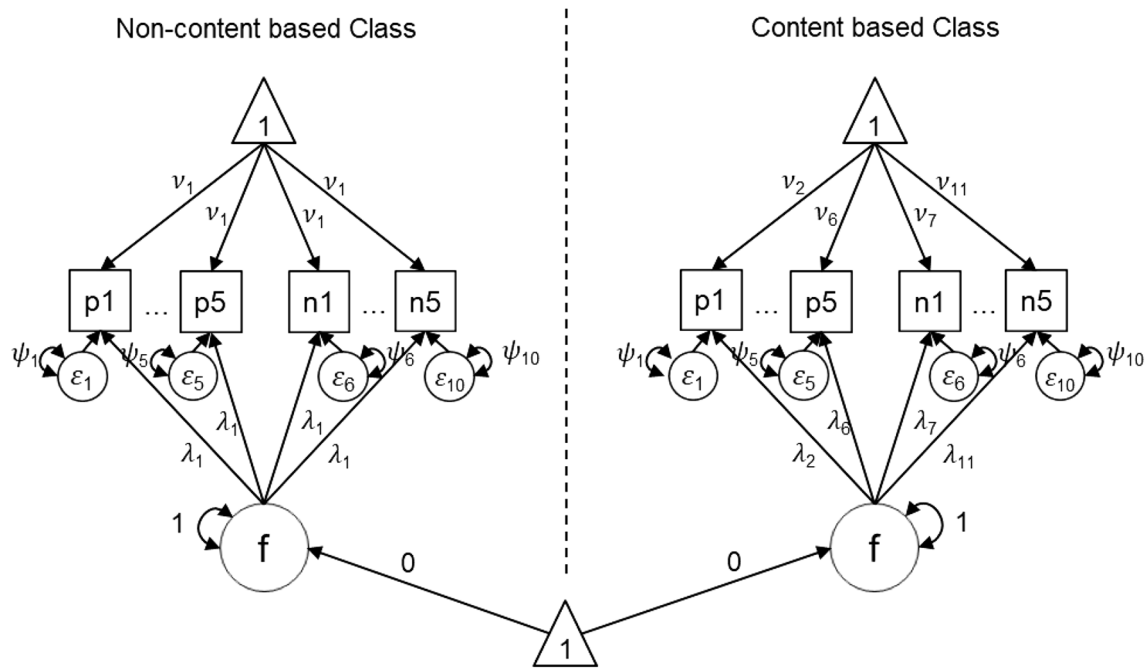 Non-content based Class
Content based Class
1
1
ν1 ν1 ν1 ν1
ν2 ν6 ν7 ν11
p1 ... p5 n1 ... n5
p1 ... p5 n1 ... n5
ψ1 ε1 ψ5 ε5 ε6 ψ6 ε10 ψ10
ψ1 ε1 ψ5 ε5 ε6 ψ6 ε10 ψ10
λ1 λ1 λ1 λ1
λ2 λ6 λ7 λ11
1 f
f 1
0 0
1